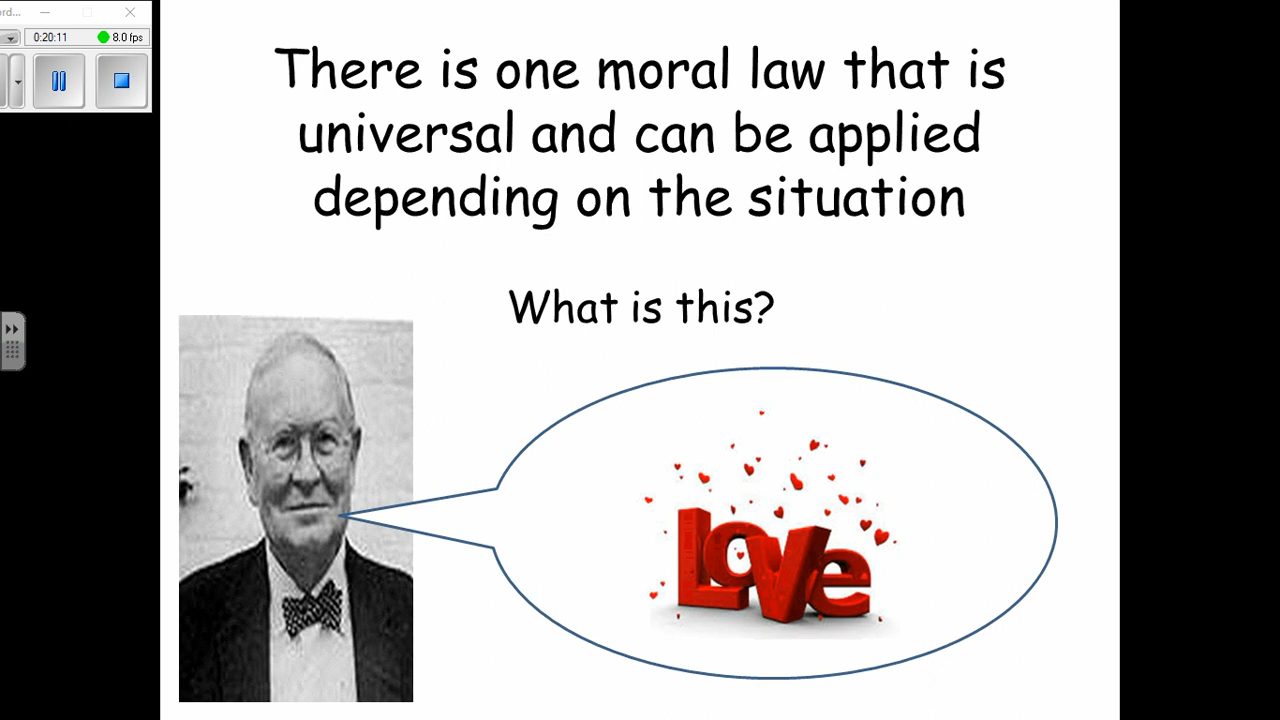 ord...
0:20:11
8.0 fps
There is one moral law that is
universal and can be applied
depending on the situation
What is this?
Love